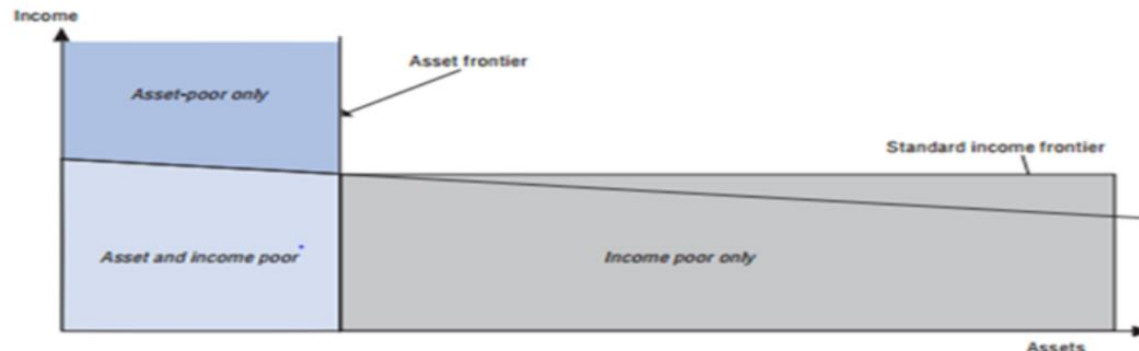 Income
Asset frontier
Asset-poor only
Standard income frontier
Asset and income poor
Income poor only
Assets